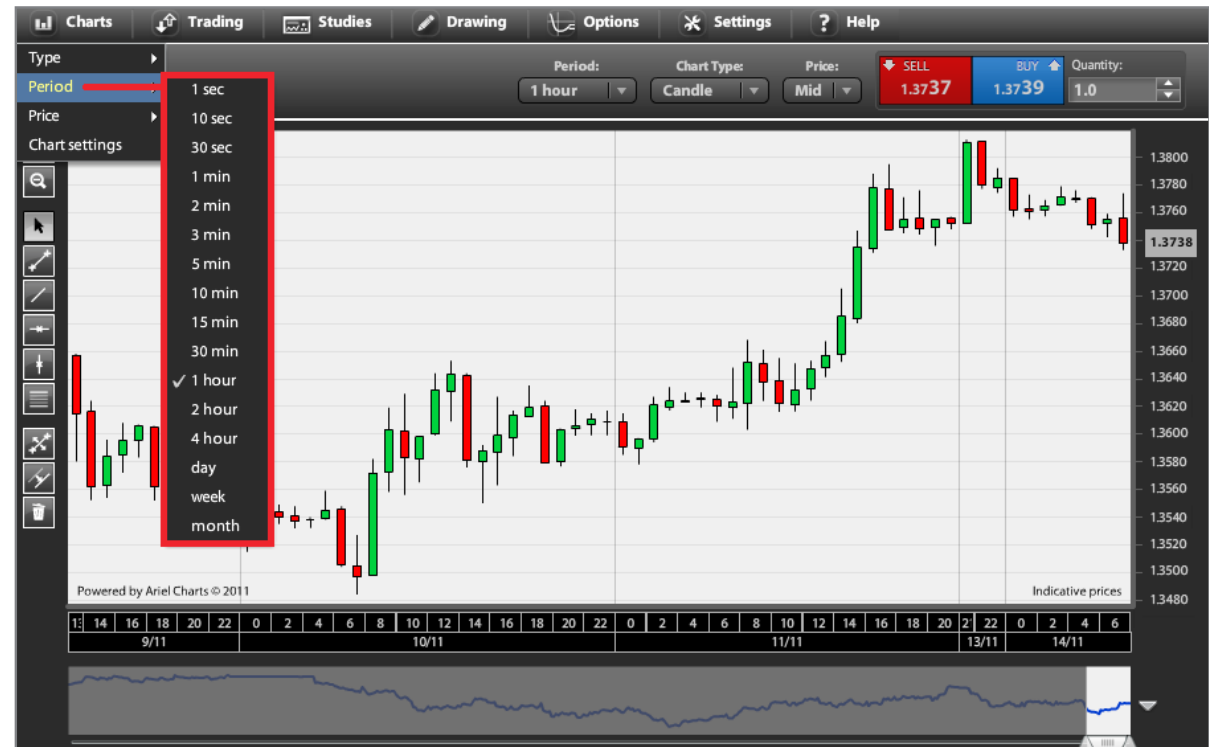 Charts Trading Studies Drawing Options Settings Help
Type
Period
Price
Chart settings
Period: Chart Type: Price:
1 hour Candle Mid
SELL
1.3737
BUY
1.3739
Quantity:
1.0
1 sec
10 sec
30 sec
1 min
2 min
3 min
5 min
10 min
15 min
30 min
✓ 1 hour
2 hour
4 hour
day
week
month
1.3800
1.3780
1.3760
1.3738
1.3720
1.3700
1.3680
1.3660
1.3640
1.3620
1.3600
1.3580
1.3560
1.3540
1.3520
1.3500
1.3480
Powered by Ariel Charts © 2011
Indicative prices
14 16 18 20 22 0 2 4 6 8 10 12 14 16 18 20 22 0 2 4 6 8 10 12 14 16 18 20 22 0 2 4 6
9/11 10/11 11/11 13/11 14/11